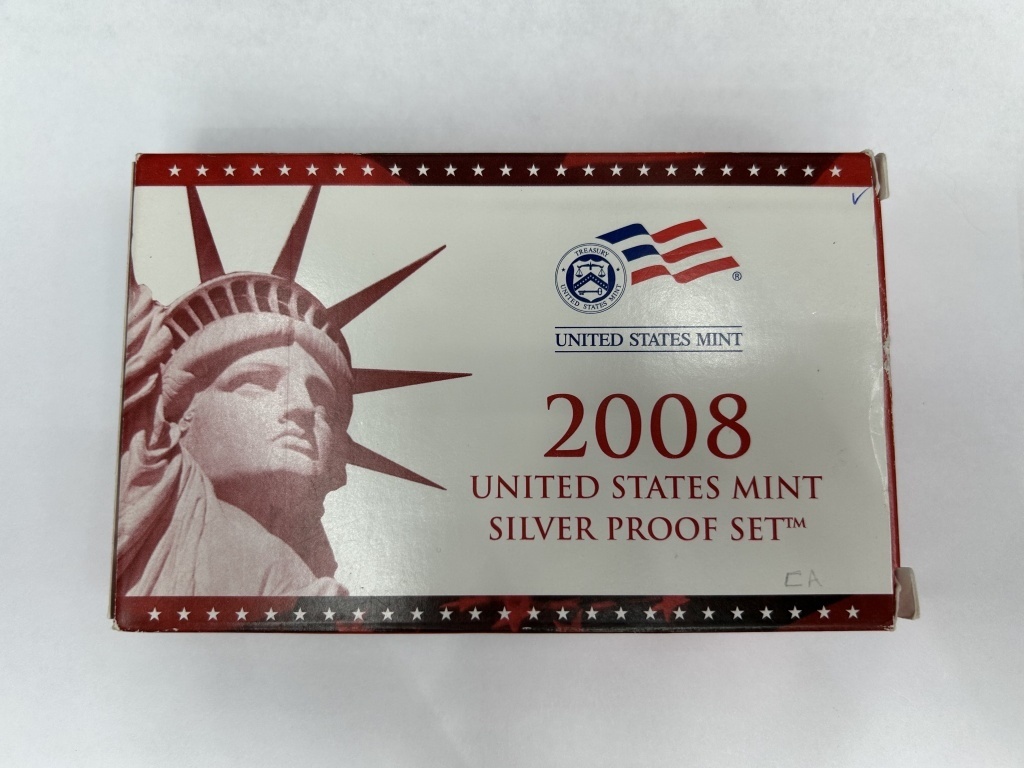 TREASURY
UNITED STATES MINT
®
UNITED STATES MINT
2008
UNITED STATES MINT
SILVER PROOF SET™
CA